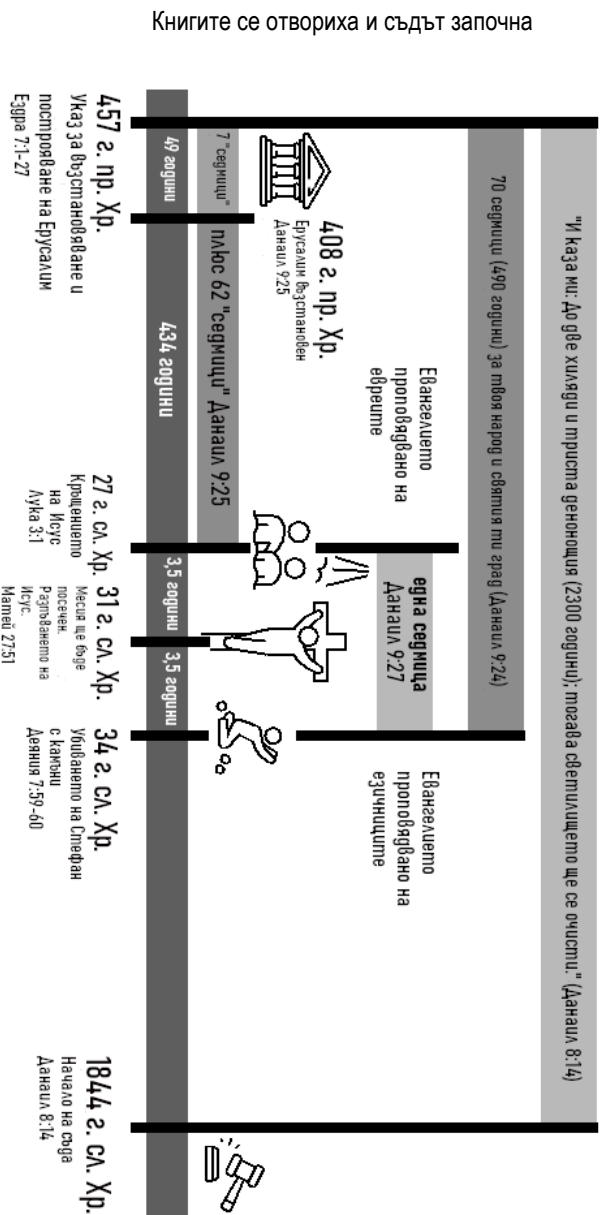 Книгите се отвориха и съдът започна
"И каза ми: До две хиляди и триста денонощия (2300 години); тогава светилището ще се очисти." (Данаил 8:14)
70 седмици (490 години) за твоя народ и святия ти град (Данаил 9:24)
Евангелието
проповядвано на
евреите
една седмица
Данаил 9:27
Евангелието
проповядвано на
езичниците
408 г. пр. Хр.
Ерусалим възстановен
Данаил 9:25
7 "седмици"
плюс 62 "седмици" Данаил 9:25
49 години
434 години
3,5 години
3,5 години
457 г. пр. Хр.
Указ за възстановяване и
построяване на Ерусалим
Ездра 7:1-27
27 г. сл. Хр.
Кръщението
на Исус
Лука 3:1
31 г. сл. Хр.
Месия ще бъде
посечен.
Разпъването на
Исус.
Матей 27:51
34 г. сл. Хр.
Убиването на Стефан
с камъни
Деяния 7:59-60
1844 г. сл. Хр.
Начало на съда
Данаил 8:14